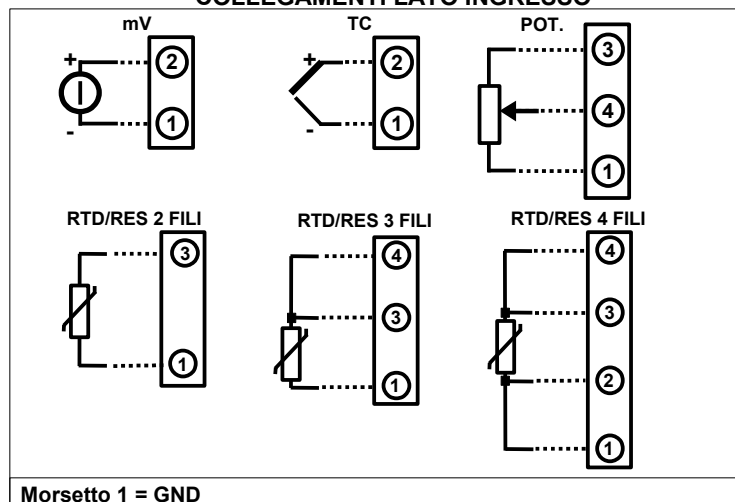 COLLEGAMENTI LATO INGRESSO
mV
TC
POT.
+
2
-
1
+
2
-
1
3
4
1
RTD/RES 2 FILI
RTD/RES 3 FILI
RTD/RES 4 FILI
3
1
4
3
1
4
3
2
1
Morsetto 1 = GND